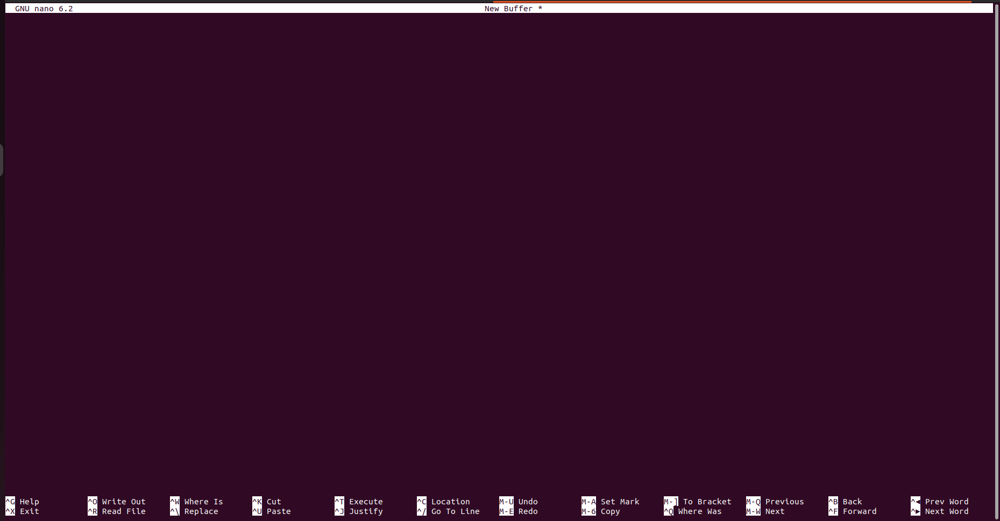 GNU nano 6.2 New Buffer *
^G Help ^O Write Out ^W Where Is ^K Cut ^T Execute ^C Location M-U Undo M-A Set Mark M-] To Bracket M-Q Previous ^B Back ^◀ Prev Word
^X Exit ^R Read File ^\ Replace ^U Paste ^J Justify ^/ Go To Line M-E Redo M-6 Copy ^Q Where Was M-W Next ^F Forward ^▶ Next Word